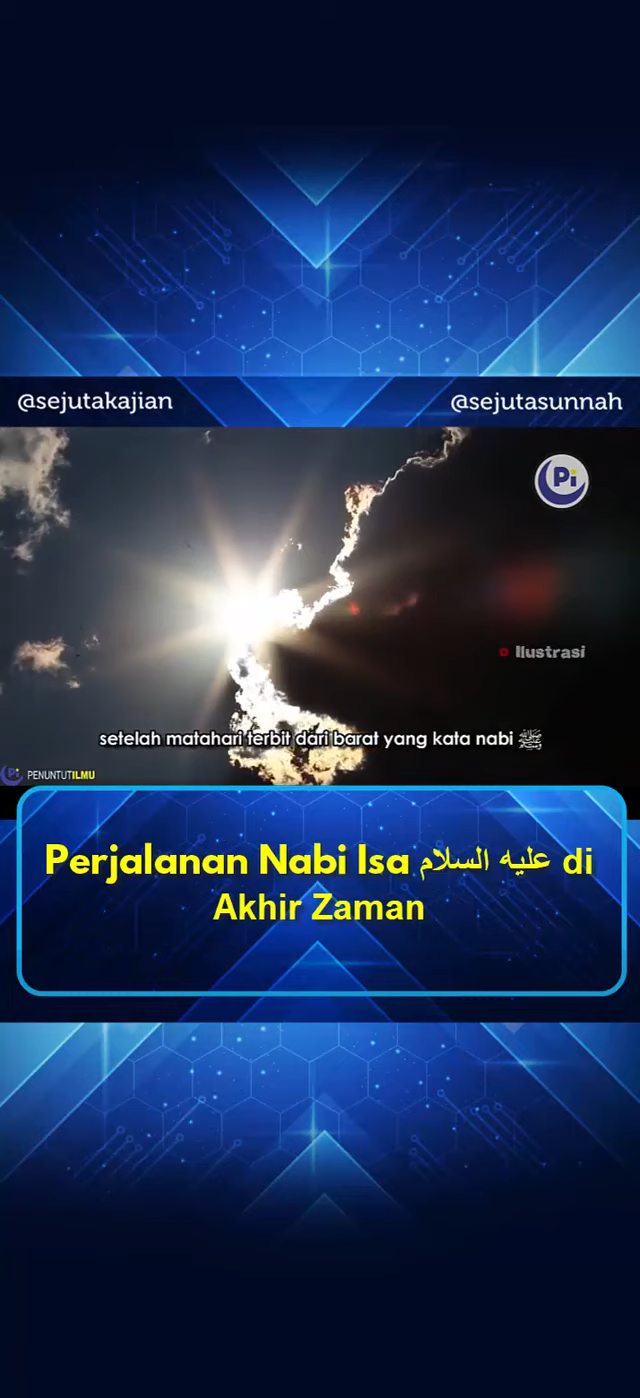 @sejutakajian
@sejutasunnah
Pi
Ilustrasi
setelah matahari terbit dari barat yang kata nabi ﷺ
Pi PENUNTUTILMU
Perjalanan Nabi Isa عليه السلام di
Akhir Zaman